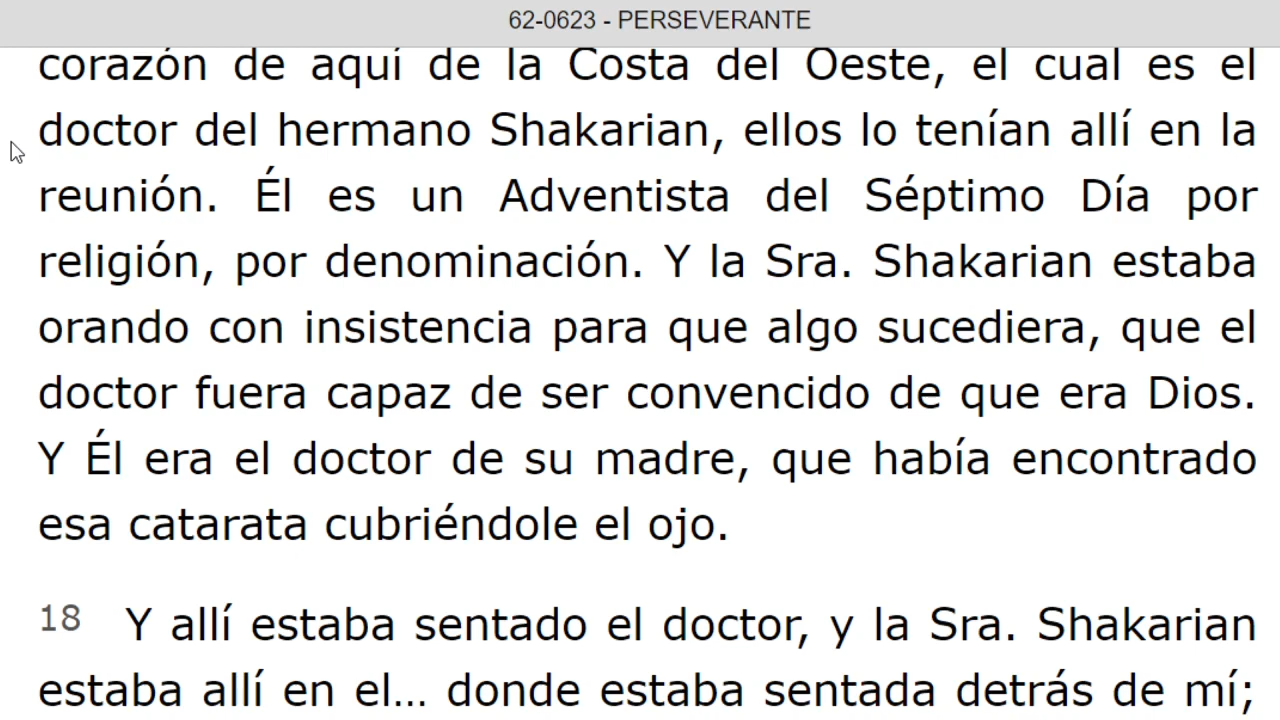 62-0623 - PERSEVERANTE
corazón de aquí de la Costa del Oeste, el cual es el
doctor del hermano Shakarian, ellos lo tenían allí en la
reunión. Él es un Adventista del Séptimo Día por
religión, por denominación. Y la Sra. Shakarian estaba
orando con insistencia para que algo sucediera, que el
doctor fuera capaz de ser convencido de que era Dios.
Y Él era el doctor de su madre, que había encontrado
esa catarata cubriéndole el ojo.
18 Y allí estaba sentado el doctor, y la Sra. Shakarian
estaba allí en el... donde estaba sentada detrás de mí;